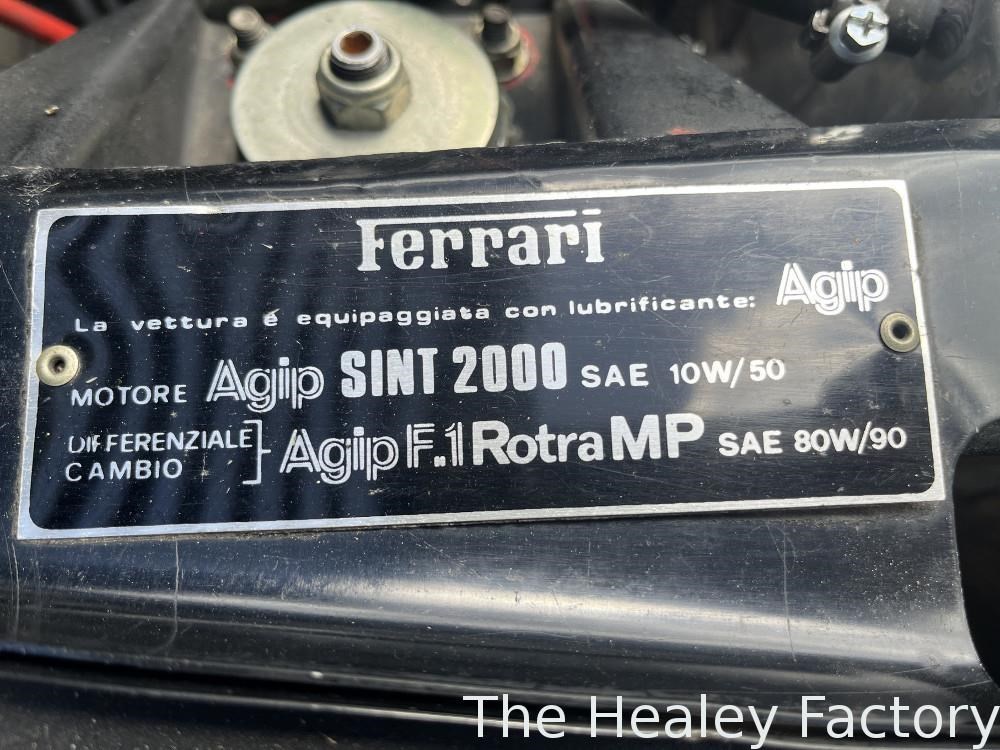 Ferrari
La vettura é equipaggiata con lubrificante: Agip
MOTORE Agip SINT 2000 SAE 10W/50
DIFFERENZIALE
CAMBIO
Agip F.1 Rotra MP SAE 80W/90
The Healey Factory